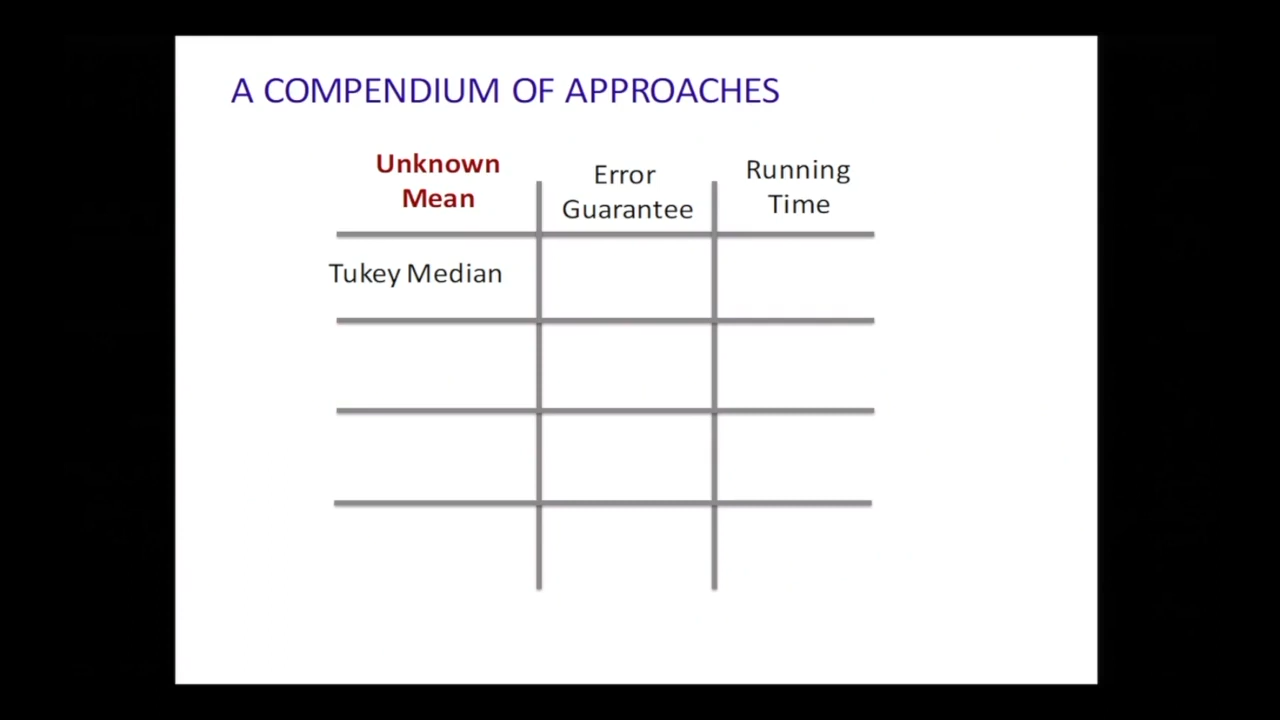 A COMPENDIUM OF APPROACHES
Unknown
Mean
Error
Guarantee
Running
Time
Tukey Median